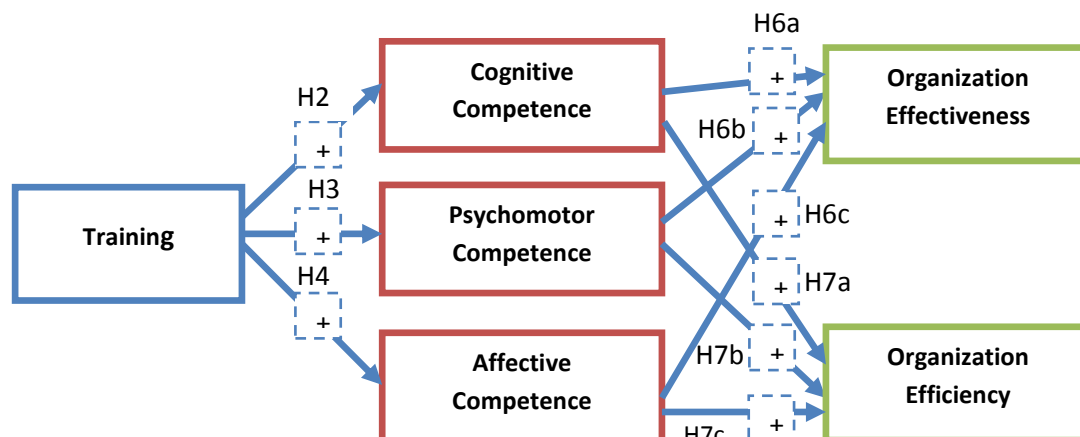 H6a
Cognitive
Competence
+
Organization
Effectiveness
H2
+
H6b
+
H3
Training
+
Psychomotor
Competence
+
H6c
H4
+
+
H7a
Affective
Competence
H7b
+
Organization
Efficiency
H7c
+